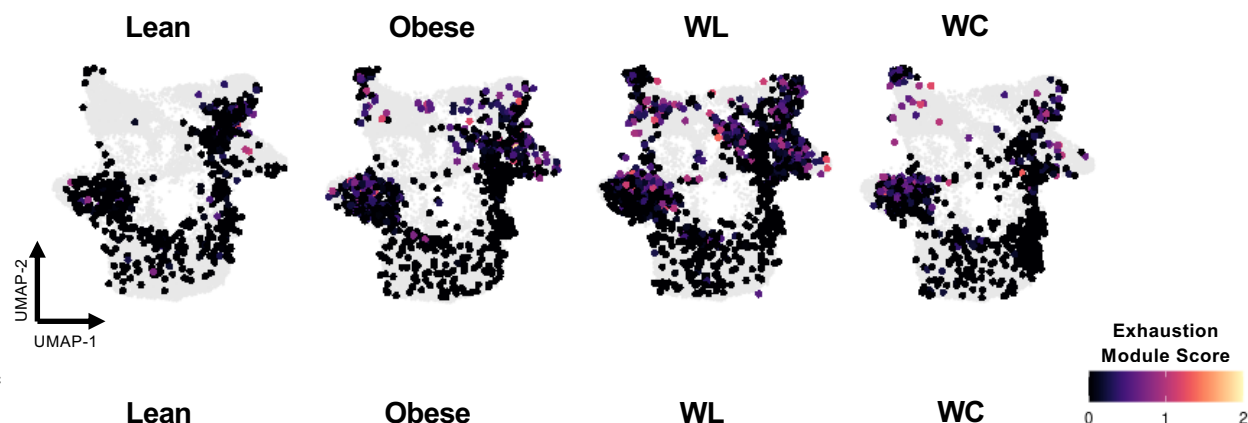 Lean Obese WL WC
UMAP-2
UMAP-1
Exhaustion
Module Score
0 1 2
Lean Obese WL WC